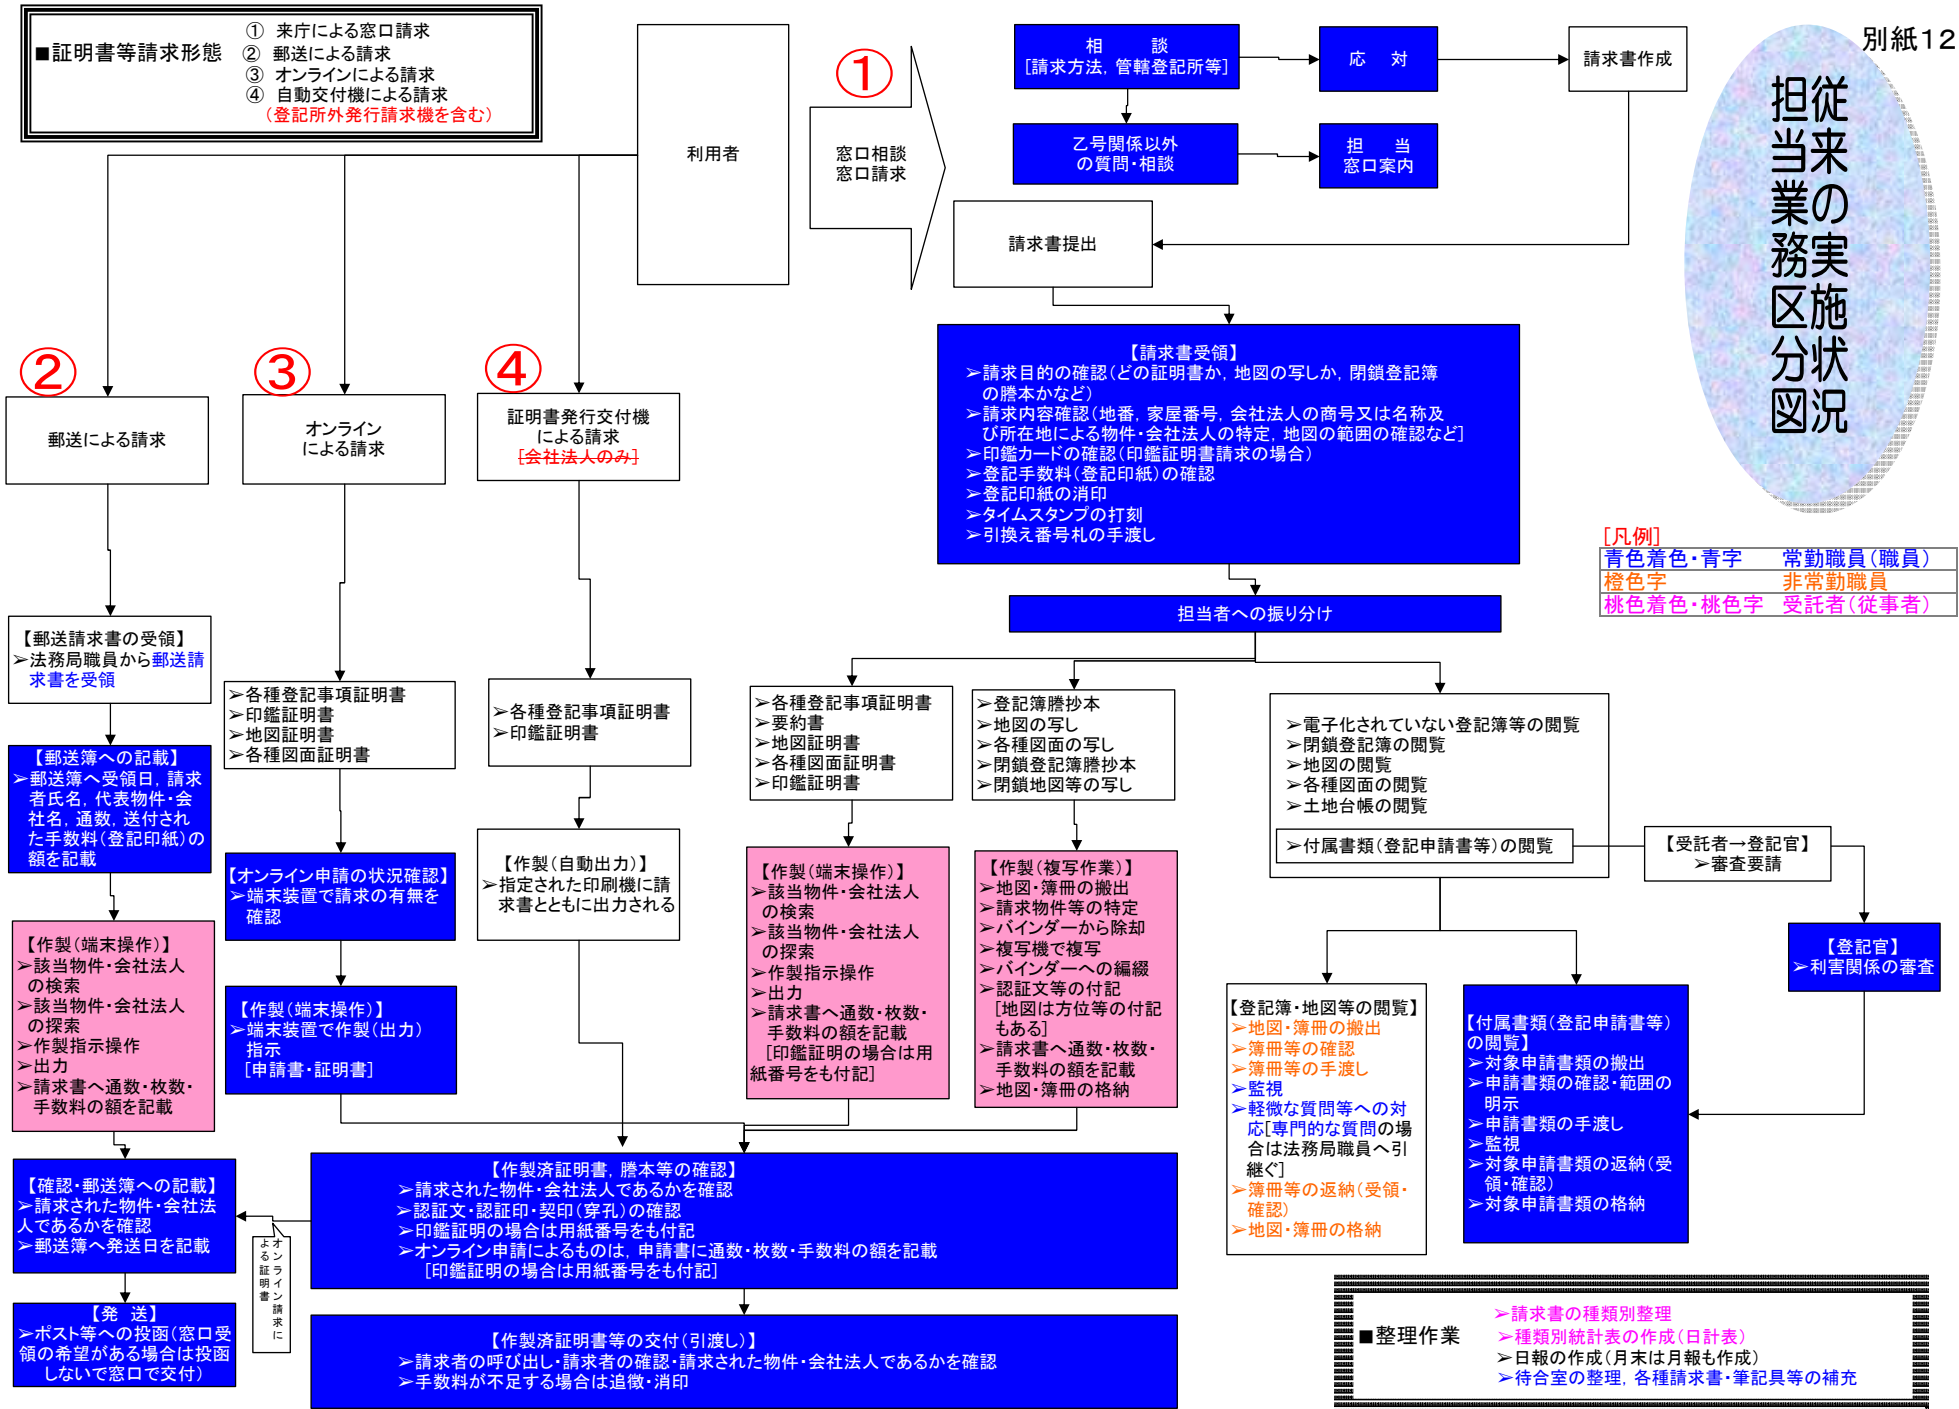 別紙12
従来の実施状況
担当業務区分図
■証明書等請求形態
① 来庁による窓口請求
② 郵送による請求
③ オンラインによる請求
④ 自動交付機による請求
(登記所外発行請求機を含む)
利用者
①
窓口相談
窓口請求
相　談
[請求方法, 管轄登記所等]
応　対
請求書作成
乙号関係以外
の質問・相談
担　当
窓口案内
請求書提出
【請求書受領】
➢請求目的の確認(どの証明書か, 地図の写しか, 閉鎖登記簿
の謄本かなど)
➢請求内容確認(地番, 家屋番号, 会社法人の商号又は名称及
び所在地による物件・会社法人の特定, 地図の範囲の確認など]
➢印鑑カードの確認(印鑑証明書請求の場合)
➢登記手数料(登記印紙)の確認
➢登記印紙の消印
➢タイムスタンプの打刻
➢引換え番号札の手渡し
[凡例]
青色着色・青字　常勤職員(職員)
橙色字　非常勤職員
桃色着色・桃色字　受託者(従事者)
担当者への振り分け
②
郵送による請求
③
オンライン
による請求
④
証明書発行交付機
による請求
[会社法人のみ]
【郵送請求書の受領】
➢法務局職員から郵送請
求書を受領
【郵送簿への記載】
➢郵送簿へ受領日, 請求
者氏名, 代表物件・会
社名, 通数, 送付され
た手数料(登記印紙)の
額を記載
【作製(端末操作)】
➢該当物件・会社法人
の検索
➢該当物件・会社法人
の探索
➢作製指示操作
➢出力
➢請求書へ通数・枚数・
手数料の額を記載
【確認・郵送簿への記載】
➢請求された物件・会社法
人であるかを確認
➢郵送簿へ発送日を記載
【発 送】
➢ポスト等への投函(窓口受
領の希望がある場合は投函
しないで窓口で交付)
➢各種登記事項証明書
➢印鑑証明書
➢地図証明書
➢各種図面証明書
【オンライン申請の状況確認】
➢端末装置で請求の有無を
確認
【作製(端末操作)】
➢端末装置で作製(出力)
指示
[申請書・証明書]
オンライン請求に
よる証明書
➢各種登記事項証明書
➢印鑑証明書
【作製(自動出力)】
➢指定された印刷機に請
求書とともに出力される
➢各種登記事項証明書
➢要約書
➢地図証明書
➢各種図面証明書
➢印鑑証明書
【作製(端末操作)】
➢該当物件・会社法人
の検索
➢該当物件・会社法人
の探索
➢作製指示操作
➢出力
➢請求書へ通数・枚数・
手数料の額を記載
[印鑑証明の場合は用
紙番号をも付記]
➢登記簿謄抄本
➢地図の写し
➢各種図面の写し
➢閉鎖登記簿謄抄本
➢閉鎖地図等の写し
【作製(複写作業)】
➢地図・簿冊の搬出
➢請求物件等の特定
➢バインダーから除却
➢複写機で複写
➢バインダーへの編綴
➢認証文等の付記
[地図は方位等の付記
もある]
➢請求書へ通数・枚数・
手数料の額を記載
➢地図・簿冊の格納
➢電子化されていない登記簿等の閲覧
➢閉鎖登記簿の閲覧
➢地図の閲覧
➢各種図面の閲覧
➢土地台帳の閲覧
➢付属書類(登記申請書等)の閲覧
【受託者→登記官】
➢審査要請
【登記官】
➢利害関係の審査
【登記簿・地図等の閲覧】
➢地図・簿冊の搬出
➢簿冊等の確認
➢簿冊等の手渡し
➢監視
➢軽微な質問等への対
応[専門的な質問の場
合は法務局職員へ引
継ぐ]
➢簿冊等の返納(受領・
確認)
➢地図・簿冊の格納
【付属書類(登記申請書等)
の閲覧】
➢対象申請書類の搬出
➢申請書類の確認・範囲の
明示
➢申請書類の手渡し
➢監視
➢対象申請書類の返納(受
領・確認)
➢対象申請書類の格納
【作製済証明書, 謄本等の確認】
➢請求された物件・会社法人であるかを確認
➢認証文・認証印・契印(穿孔)の確認
➢印鑑証明の場合は用紙番号をも付記
➢オンライン申請によるものは, 申請書に通数・枚数・手数料の額を記載
[印鑑証明の場合は用紙番号をも付記]
【作製済証明書等の交付(引渡し)】
➢請求者の呼び出し・請求者の確認・請求された物件・会社法人であるかを確認
➢手数料が不足する場合は追徴・消印
■整理作業
➢請求書の種類別整理
➢種類別統計表の作成(日計表)
➢日報の作成(月末は月報も作成)
➢待合室の整理, 各種請求書・筆記具等の補充